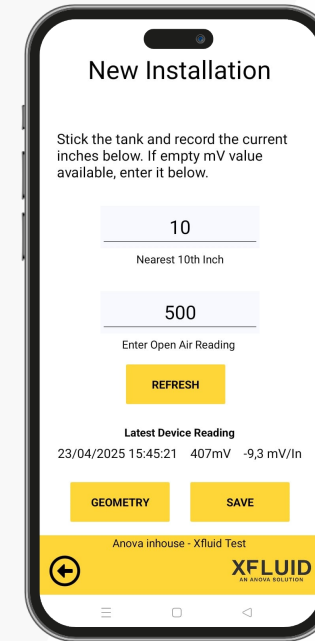 New Installation
Stick the tank and record the current
inches below. If empty mV value
available, enter it below.
10
Nearest 10th Inch
500
Enter Open Air Reading
REFRESH
Latest Device Reading
23/04/2025 15:45:21 407mV -9,3 mV/In
GEOMETRY SAVE
Anova inhouse - Xfluid Test
XFLUID
AN ANOVA SOLUTION